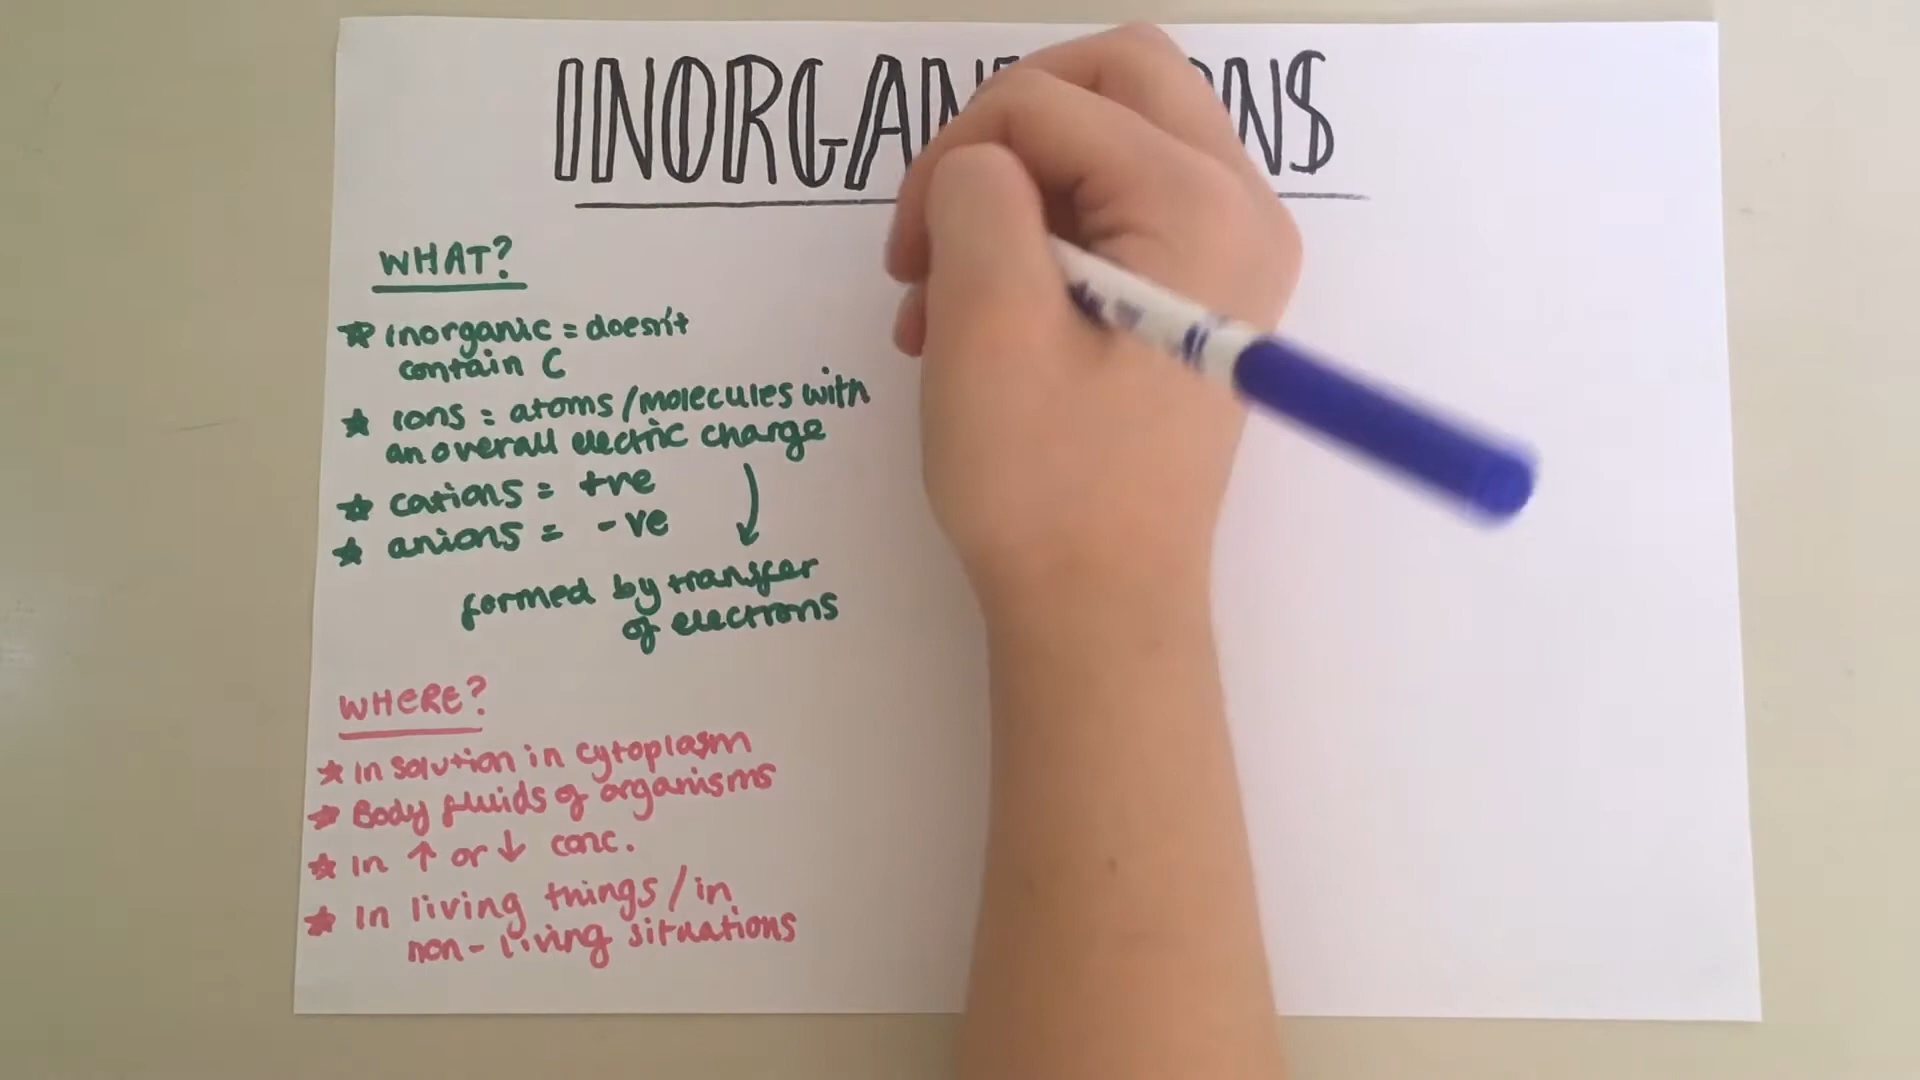 INORGAN NS
WHAT?
★ inorganic = doesn't
contain C
★ ions = atoms/molecules with
an overall electric charge
★ cations = +ve
★ anions = -ve
↓
formed by transfer
of electrons
WHERE?
★ In solution in cytoplasm
★ Body fluids of organisms
★ In ↑ or ↓ conc.
★ In living things / in
non-living situations